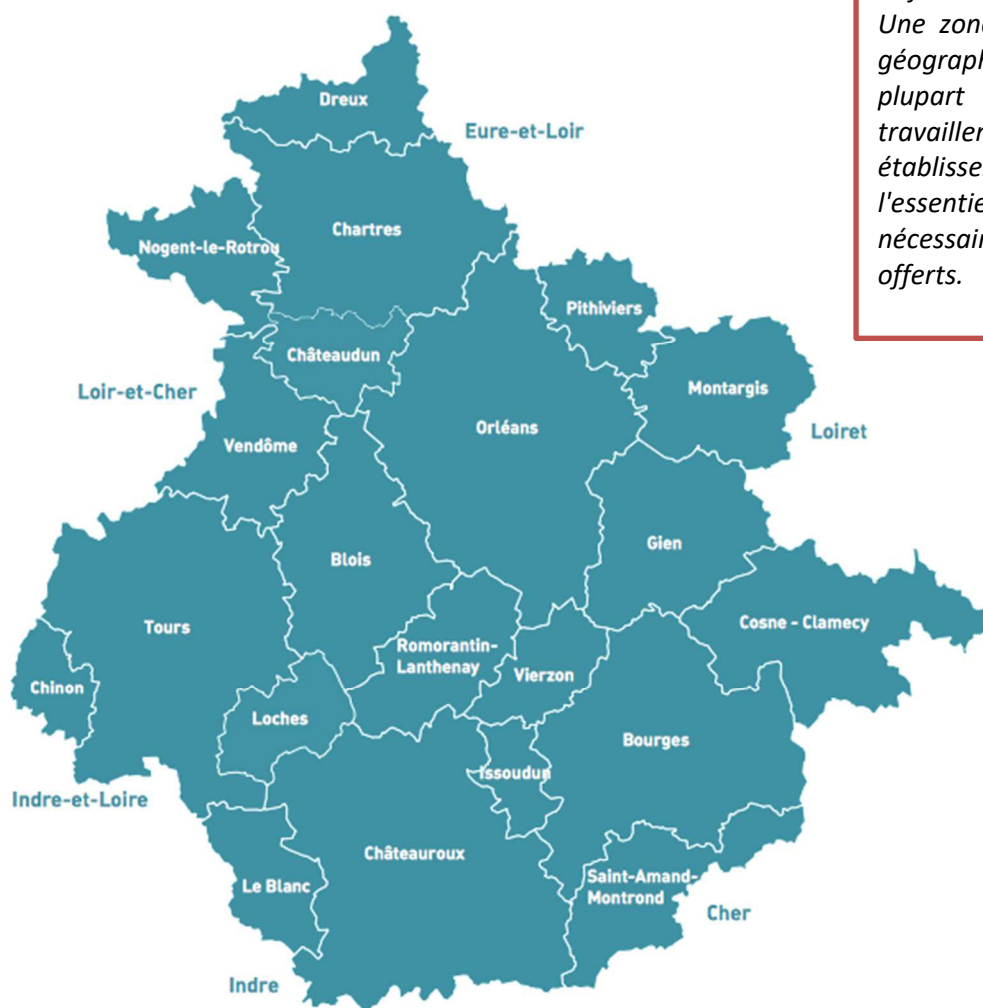 Une zone
géograph
plupart
travailler
établisse
l'essentie
nécessair
offerts.
Dreux
Eure-et-Loir
Chartres
Nogent-le-Rotrou
Pithiviers
Châteaudun
Loir-et-Cher
Montargis
Orléans
Loiret
Vendôme
Gien
Blois
Cosne - Clamecy
Tours
Romorantin-
Lanthenay
Vierzon
Chinon
Loches
Bourges
Issoudun
Indre-et-Loire
Châteauroux
Le Blanc
Saint-Amand-
Montrond
Cher
Indre